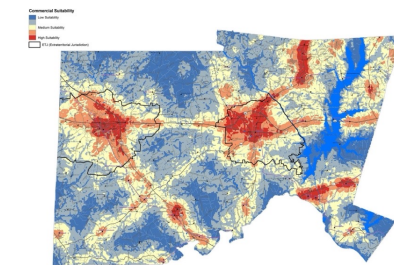 Commercial Suitability
Low Suitability
Medium Suitability
High Suitability
ETJ (Extraterritorial Jurisdiction)